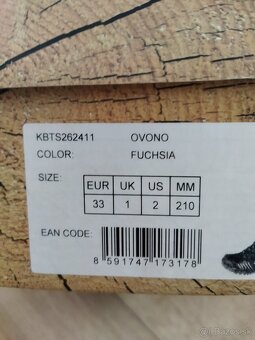 KBTS262411 OVONO
COLOR: FUCHSIA
SIZE:
EUR UK US MM
33 1 2 210
EAN CODE:
8 591747 173178